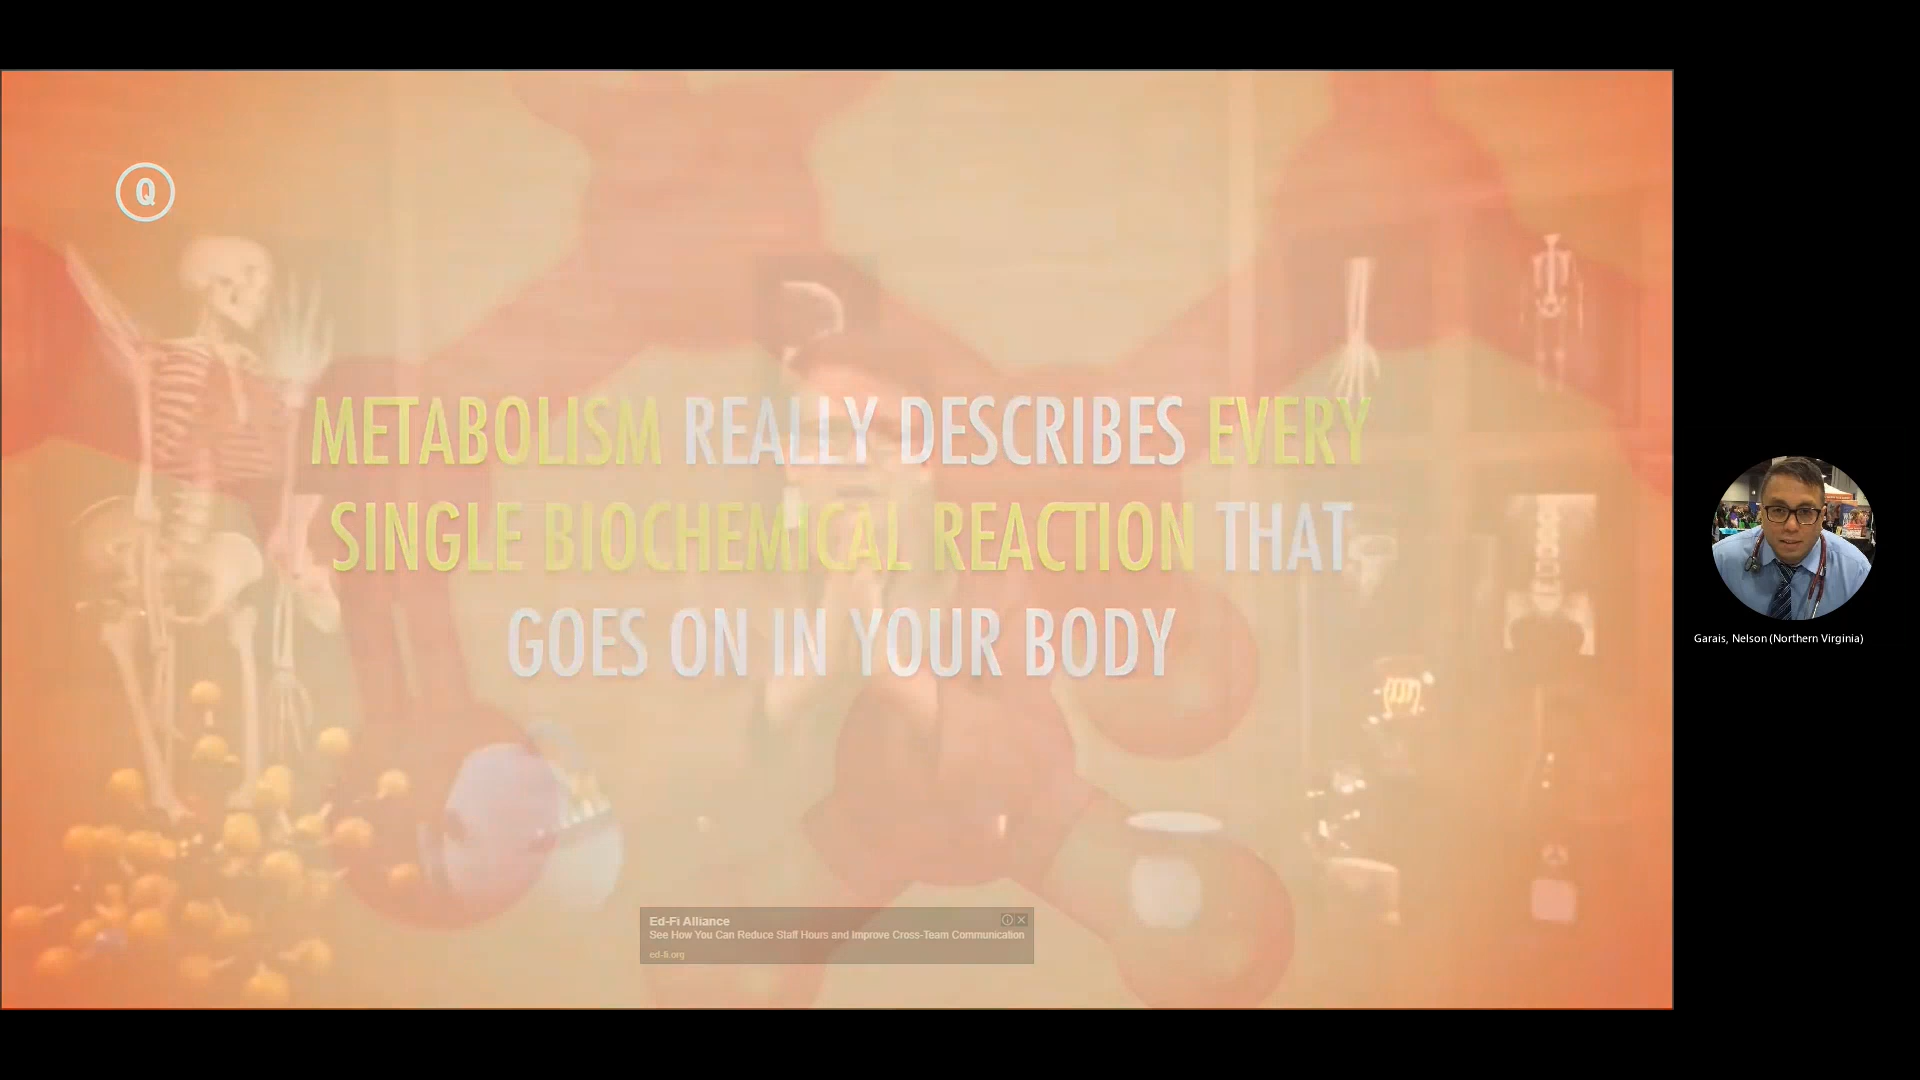 Q
METABOLISM REALLY DESCRIBES EVERY
SINGLE BIOCHEMICAL REACTION THAT
GOES ON IN YOUR BODY
Ed-Fi Alliance
See How You Can Reduce Staff Hours and Improve Cross-Team Communication
ed-fi.org
Garais, Nelson (Northern Virginia)